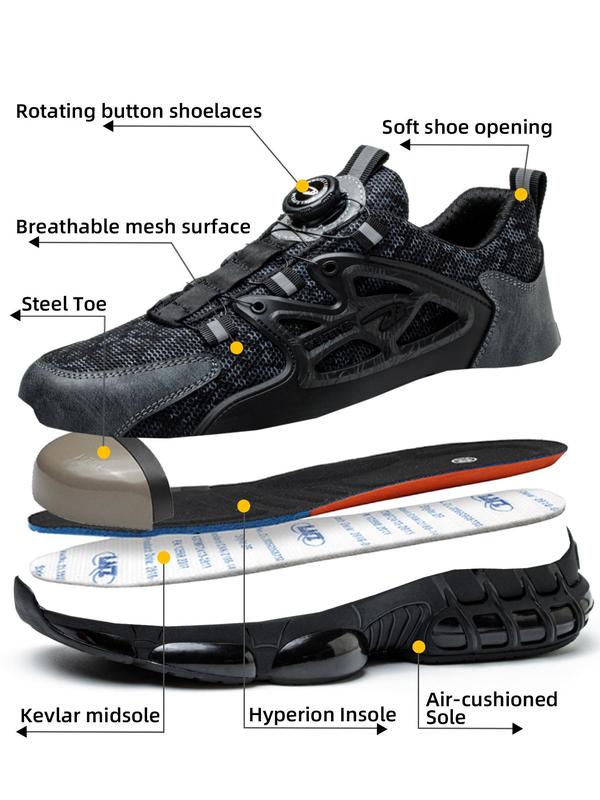 Rotating button shoelaces
Soft shoe opening
Breathable mesh surface
Steel Toe
Kevlar midsole
Hyperion Insole
Air-cushioned
Sole